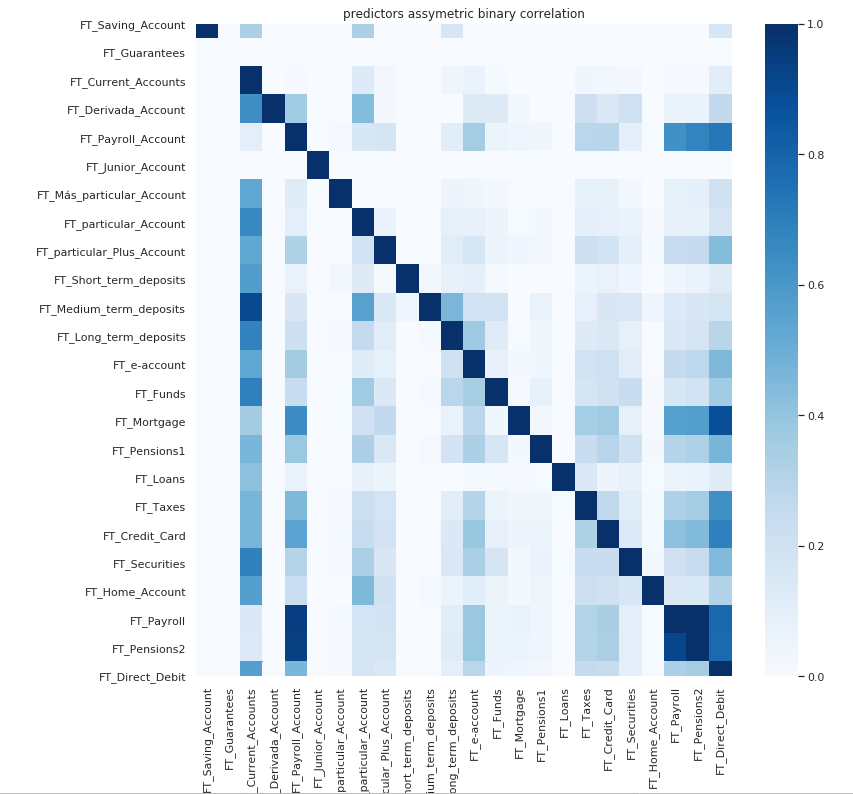 predictors assymetric binary correlation
FT_Saving_Account
FT_Guarantees
FT_Current_Accounts
FT_Derivada_Account
FT_Payroll_Account
FT_Junior_Account
FT_Más_particular_Account
FT_particular_Account
FT_particular_Plus_Account
FT_Short_term_deposits
FT_Medium_term_deposits
FT_Long_term_deposits
FT_e-account
FT_Funds
FT_Mortgage
FT_Pensions1
FT_Loans
FT_Taxes
FT_Credit_Card
FT_Securities
FT_Home_Account
FT_Payroll
FT_Pensions2
FT_Direct_Debit
1.0
0.8
0.6
0.4
0.2
0.0
FT_Saving_Account
FT_Guarantees
_Current_Accounts
_Derivada_Account
FT_Payroll_Account
FT_Junior_Account
particular_Account
particular_Account
cular_Plus_Account
hort_term_deposits
ium_term_deposits
ong_term_deposits
FT_e-account
FT_Funds
FT_Mortgage
FT_Pensions1
FT_Loans
FT_Taxes
FT_Credit_Card
FT_Securities
FT_Home_Account
FT_Payroll
FT_Pensions2
FT_Direct_Debit